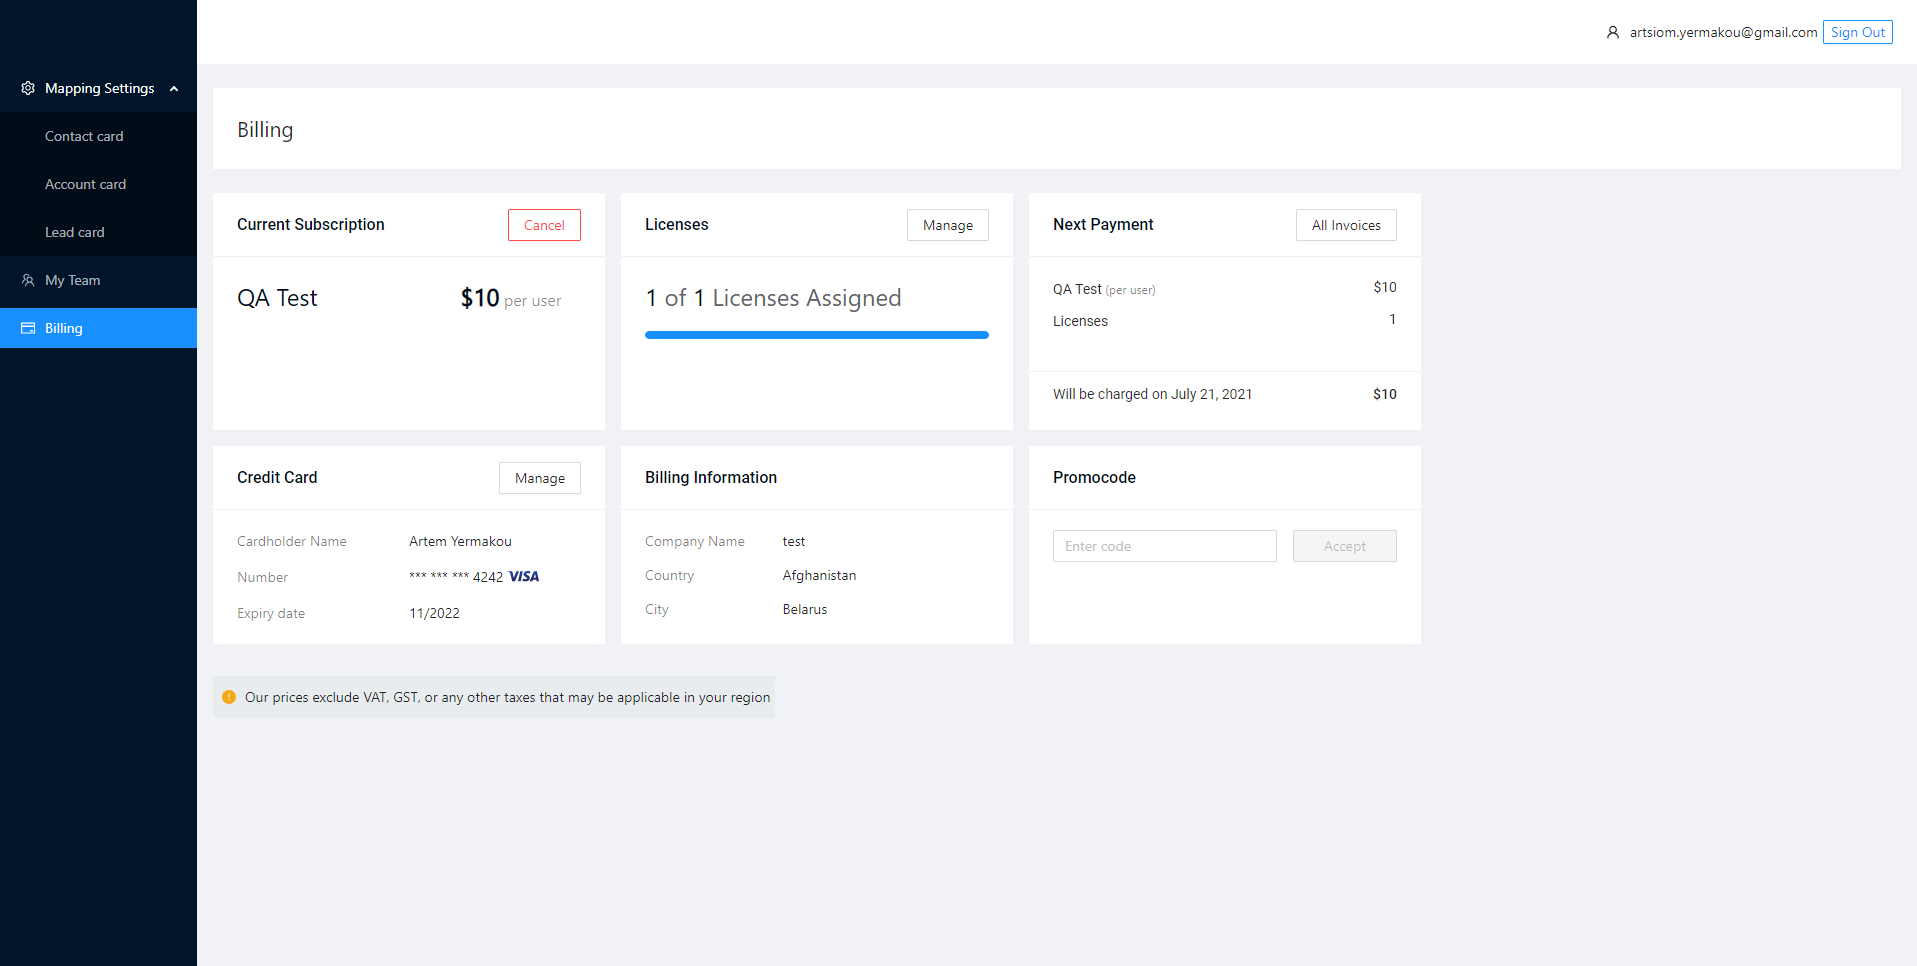 artsiom.yermakou@gmail.com Sign Out
Mapping Settings
Contact card
Account card
Lead card
My Team
Billing
Billing
Current Subscription Cancel
QA Test $10 per user
Licenses Manage
1 of 1 Licenses Assigned
Next Payment All Invoices
QA Test (per user) $10
Licenses 1
Will be charged on July 21, 2021 $10
Credit Card Manage
Cardholder Name Artem Yermakou
Number *** *** *** 4242 VISA
Expiry date 11/2022
Billing Information
Company Name test
Country Afghanistan
City Belarus
Promocode
Enter code Accept
Our prices exclude VAT, GST, or any other taxes that may be applicable in your region